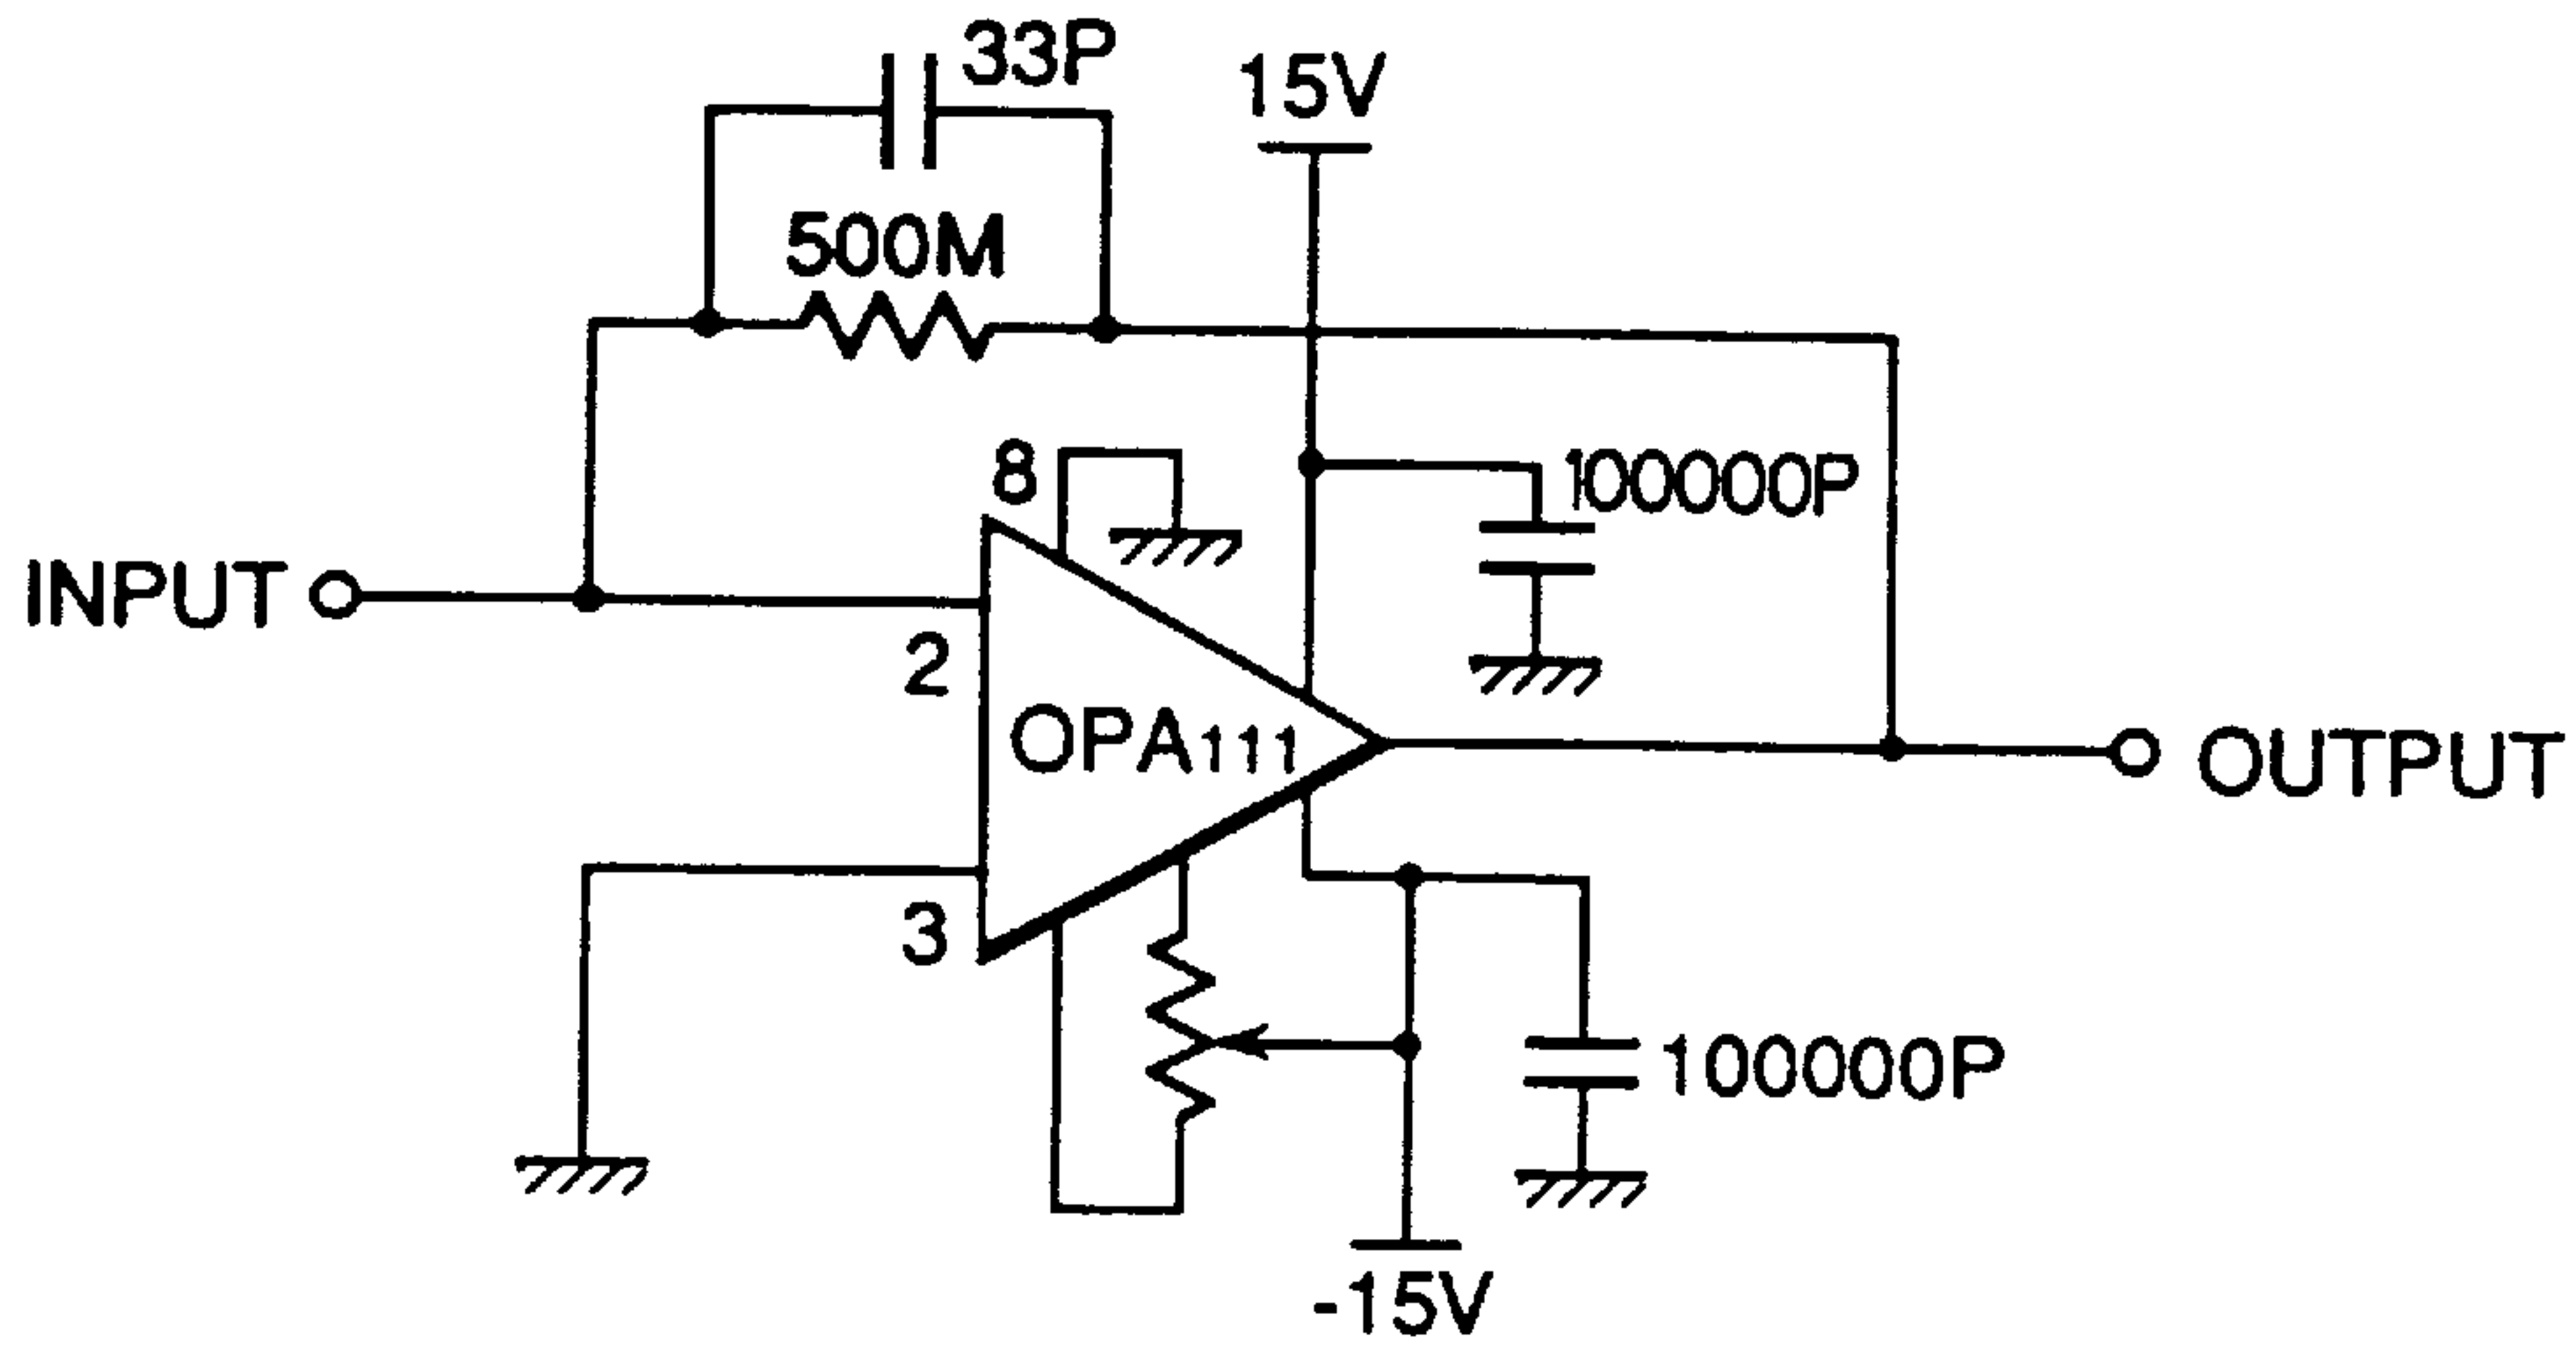 33P
15V
500M
8
100000P
INPUT
2
OPA111
OUTPUT
3
100000P
-15V